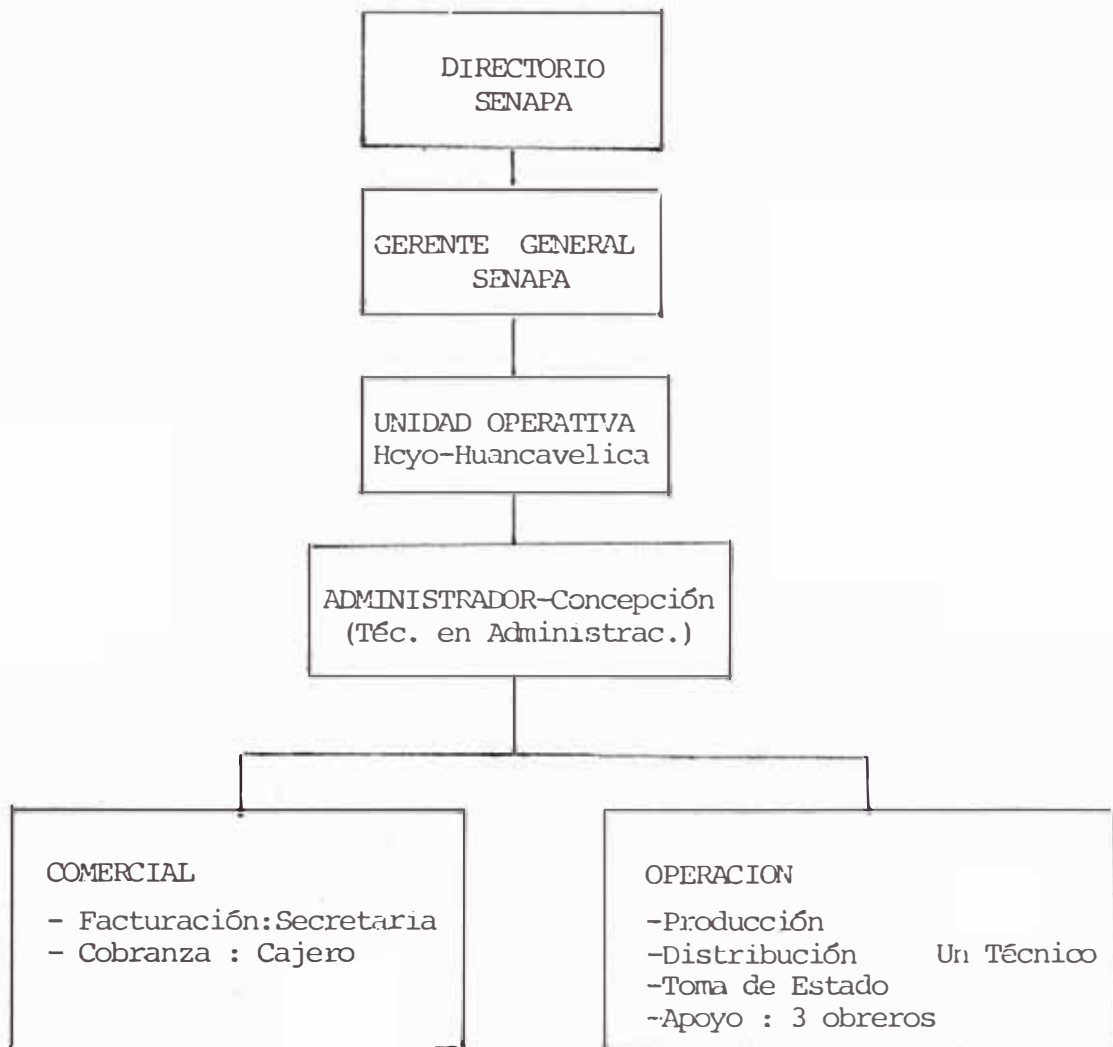 DIRECTORIO
SENAPA
GERENTE GENERAL
SENAPA
UNIDAD OPERATIVA
Hcyo-Huancavelica
ADMINISTRADOR-Concepción
(Téc. en Administrac.)
COMERCIAL
- Facturación:Secretaria
- Cobranza : Cajero
OPERACION
-Producción
-Distribución Un Técnico
-Toma de Estado
-Apoyo : 3 obreros